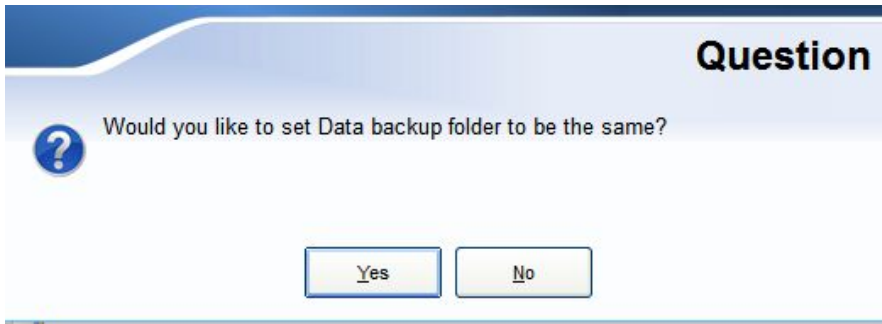 Question
Would you like to set Data backup folder to be the same?
?
Yes
No